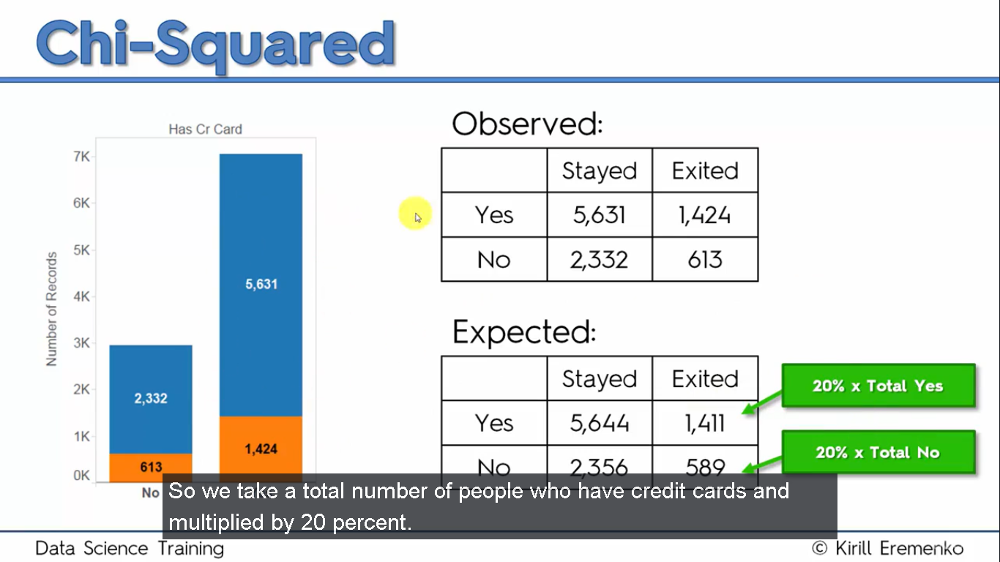 Chi-Squared
Has Cr Card
7K
6K
5K
4K
3K
2K
1K
0K
Number of Records
5,631
2,332
1,424
613
No
Observed:
Stayed Exited
Yes 5,631 1,424
No 2,332 613
Expected:
Stayed Exited
Yes 5,644 1,411
No 2,356 589
20% x Total Yes
20% x Total No
So we take a total number of people who have credit cards and
multiplied by 20 percent.
Data Science Training
© Kirill Eremenko